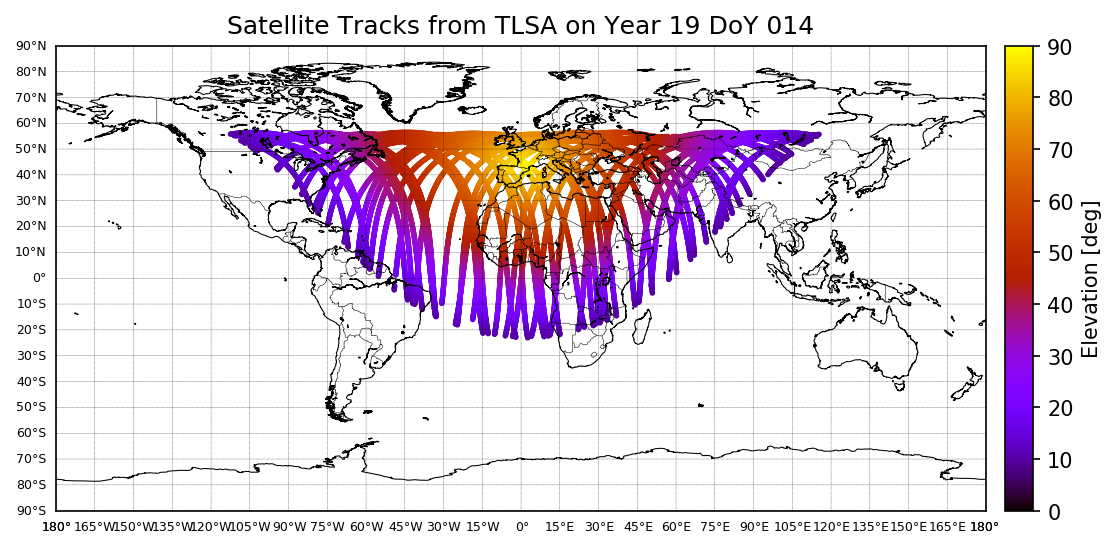 Satellite Tracks from TLSA on Year 19 DoY 014
90°N
80°N
70°N
60°N
50°N
40°N
30°N
20°N
10°N
0°
10°S
20°S
30°S
40°S
50°S
60°S
70°S
80°S
90°S
180° 165°W 150°W 135°W 120°W 105°W 90°W 75°W 60°W 45°W 30°W 15°W 0° 15°E 30°E 45°E 60°E 75°E 90°E 105°E 120°E 135°E 150°E 165°E 180°
90
80
70
60
50
40
30
20
10
0
Elevation [deg]